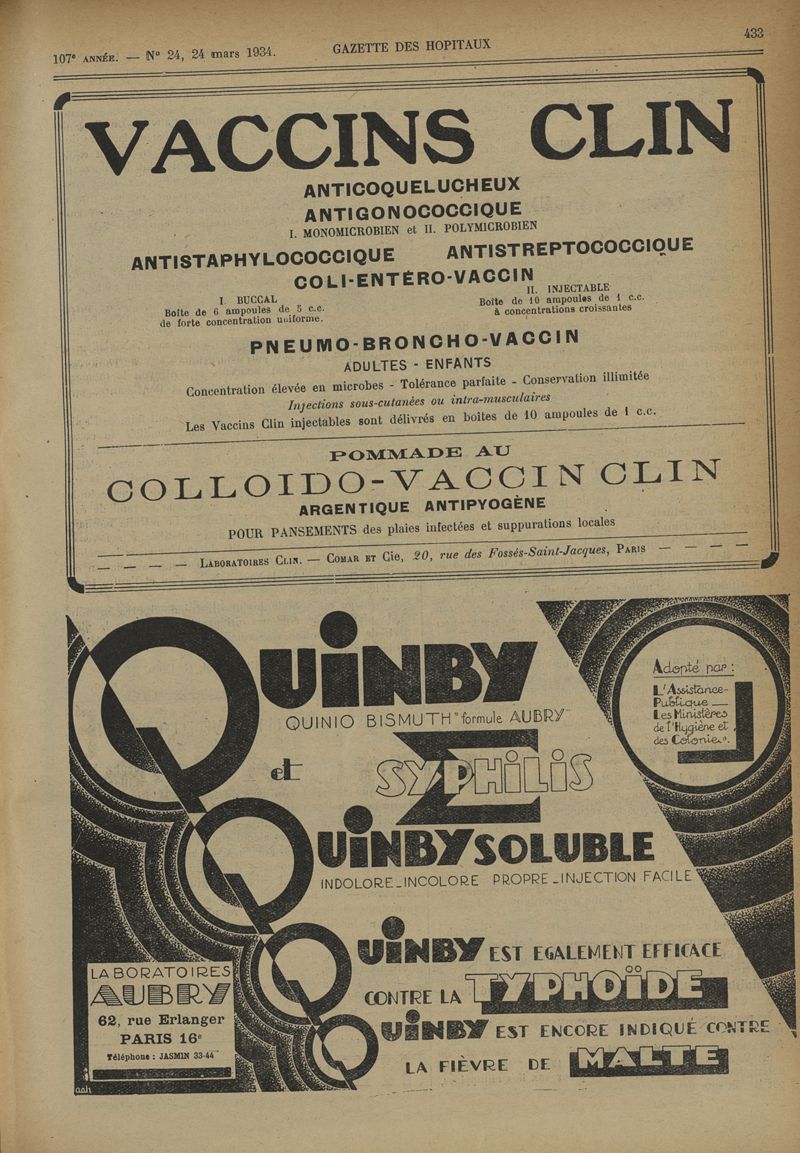 433
107ᵉ ANNÉE. — Nº 24, 24 mars 1934.
GAZETTE DES HOPITAUX
VACCINS CLIN
ANTICOQUELUCHEUX
ANTIGONOCOCCIQUE
I. MONOMICROBIEN et II. POLYMICROBIEN
ANTISTAPHYLOCOCCIQUE ANTISTREPTOCOCCIQUE
COLI-ENTÉRO-VACCIN
I. BUCCAL
Boîte de 6 ampoules de 5 c.c.
de forte concentration uniforme.
II. INJECTABLE
Boîte de 10 ampoules de 1 c.c.
à concentrations croissantes
PNEUMO-BRONCHO-VACCIN
ADULTES - ENFANTS
Concentration élevée en microbes - Tolérance parfaite - Conservation illimitée
Injections sous-cutanées ou intra-musculaires
Les Vaccins Clin injectables sont délivrés en boîtes de 10 ampoules de 1 c.c.
POMMADE AU
COLLOIDO-VACCIN CLIN
ARGENTIQUE ANTIPYOGÈNE
POUR PANSEMENTS des plaies infectées et suppurations locales
— — — — LABORATOIRES CLIN. — COMAR ET Cie, 20, rue des Fossés-Saint-Jacques, PARIS — — — —
QUINBY
QUINIO BISMUTH "formule AUBRY"
et SYPHILIS
QUINBY SOLUBLE
INDOLORE_INCOLORE PROPRE_INJECTION FACILE
Adopté par :
L'Assistance-
Publique __
Les Ministères
de l'Hygiène et
des Colonies.
QUINBY EST EGALEMENT EFFICACE
CONTRE LA TYPHOÏDE
QUINBY EST ENCORE INDIQUÉ CONTRE
LA FIÈVRE DE MALTE
LABORATOIRES
AUBRY
62, rue Erlanger
PARIS 16ᵉ
Téléphone : JASMIN 33-44